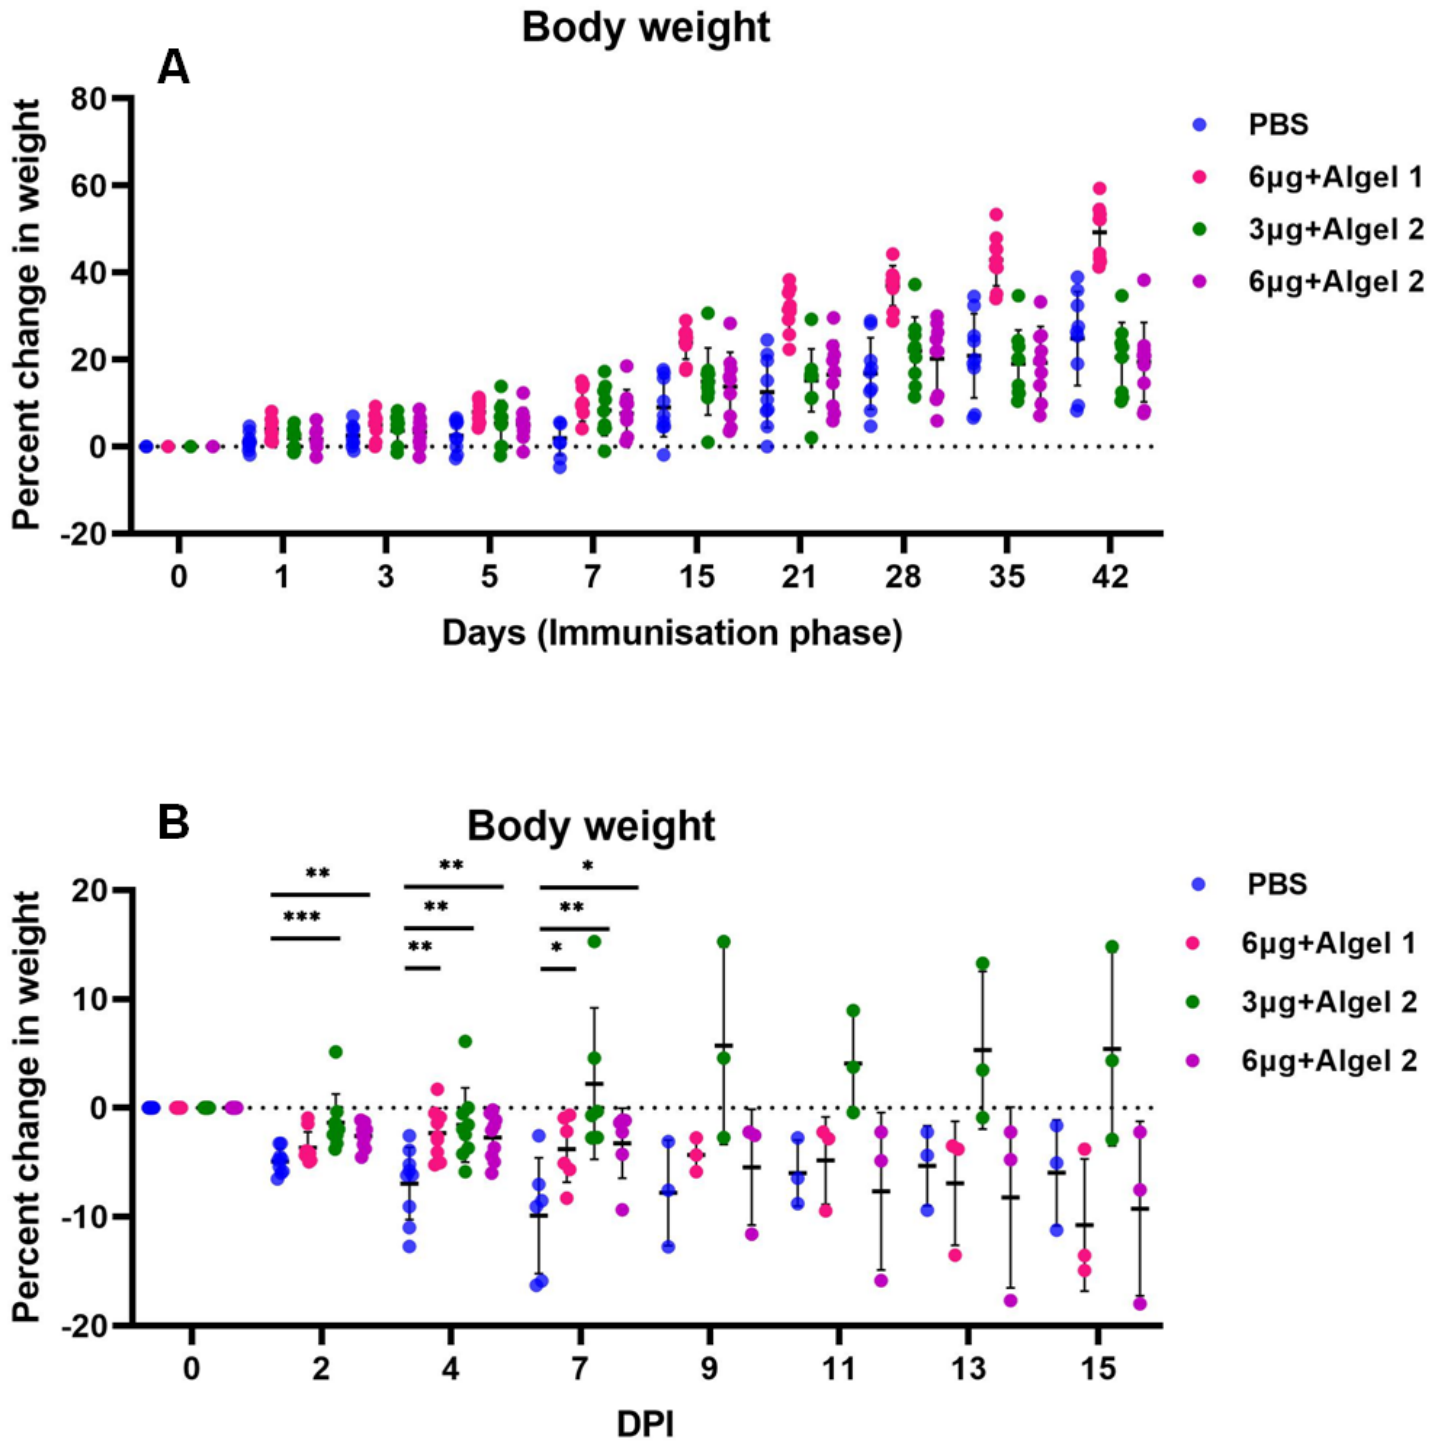 Body weight
A
Percent change in weight
80
60
40
20
0
-20
0 1 3 5 7 15 21 28 35 42
Days (Immunisation phase)
PBS
6µg+Algel 1
3µg+Algel 2
6µg+Algel 2
B
Body weight
Percent change in weight
20
10
0
-10
-20
** ** *
*** ** **
** *
0 2 4 7 9 11 13 15
DPI
PBS
6µg+Algel 1
3µg+Algel 2
6µg+Algel 2